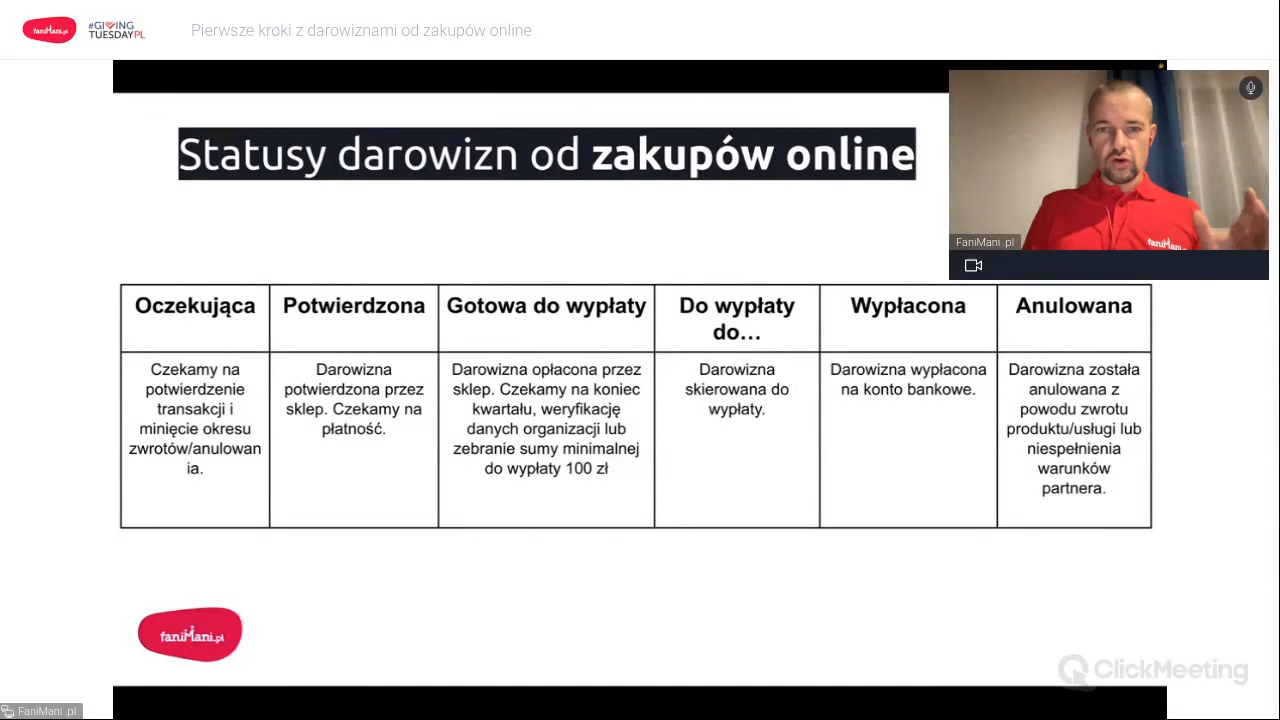 faniMani.pl
#GIVING
TUESDAYPL
Pierwsze kroki z darowiznami od zakupów online
Statusy darowizn od zakupów online
FaniMani .pl
faniMani
Oczekująca
Potwierdzona
Gotowa do wypłaty
Do wypłaty
do…
Wypłacona
Anulowana
Czekamy na
potwierdzenie
transakcji i
minięcie okresu
zwrotów/anulowan
ia.
Darowizna
potwierdzona przez
sklep. Czekamy na
płatność.
Darowizna opłacona przez
sklep. Czekamy na koniec
kwartału, weryfikację
danych organizacji lub
zebranie sumy minimalnej
do wypłaty 100 zł
Darowizna
skierowana do
wypłaty.
Darowizna wypłacona
na konto bankowe.
Darowizna została
anulowana z
powodu zwrotu
produktu/usługi lub
niespełnienia
warunków
partnera.
faniMani.pl
ClickMeeting
FaniMani .pl